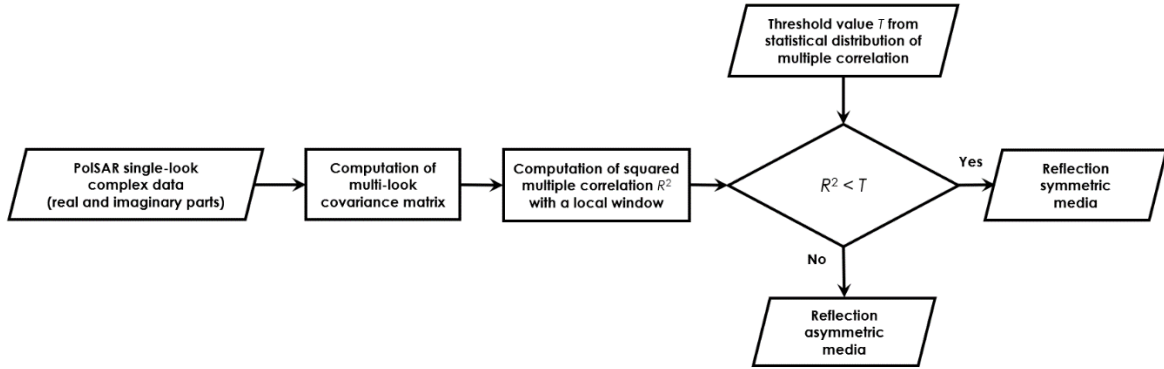 Threshold value T from
statistical distribution of
multiple correlation
PolSAR single-look
complex data
(real and imaginary parts)
Computation of
multi-look
covariance matrix
Computation of squared
multiple correlation R²
with a local window
R² < T
Yes
Reflection
symmetric
media
No
Reflection
asymmetric
media